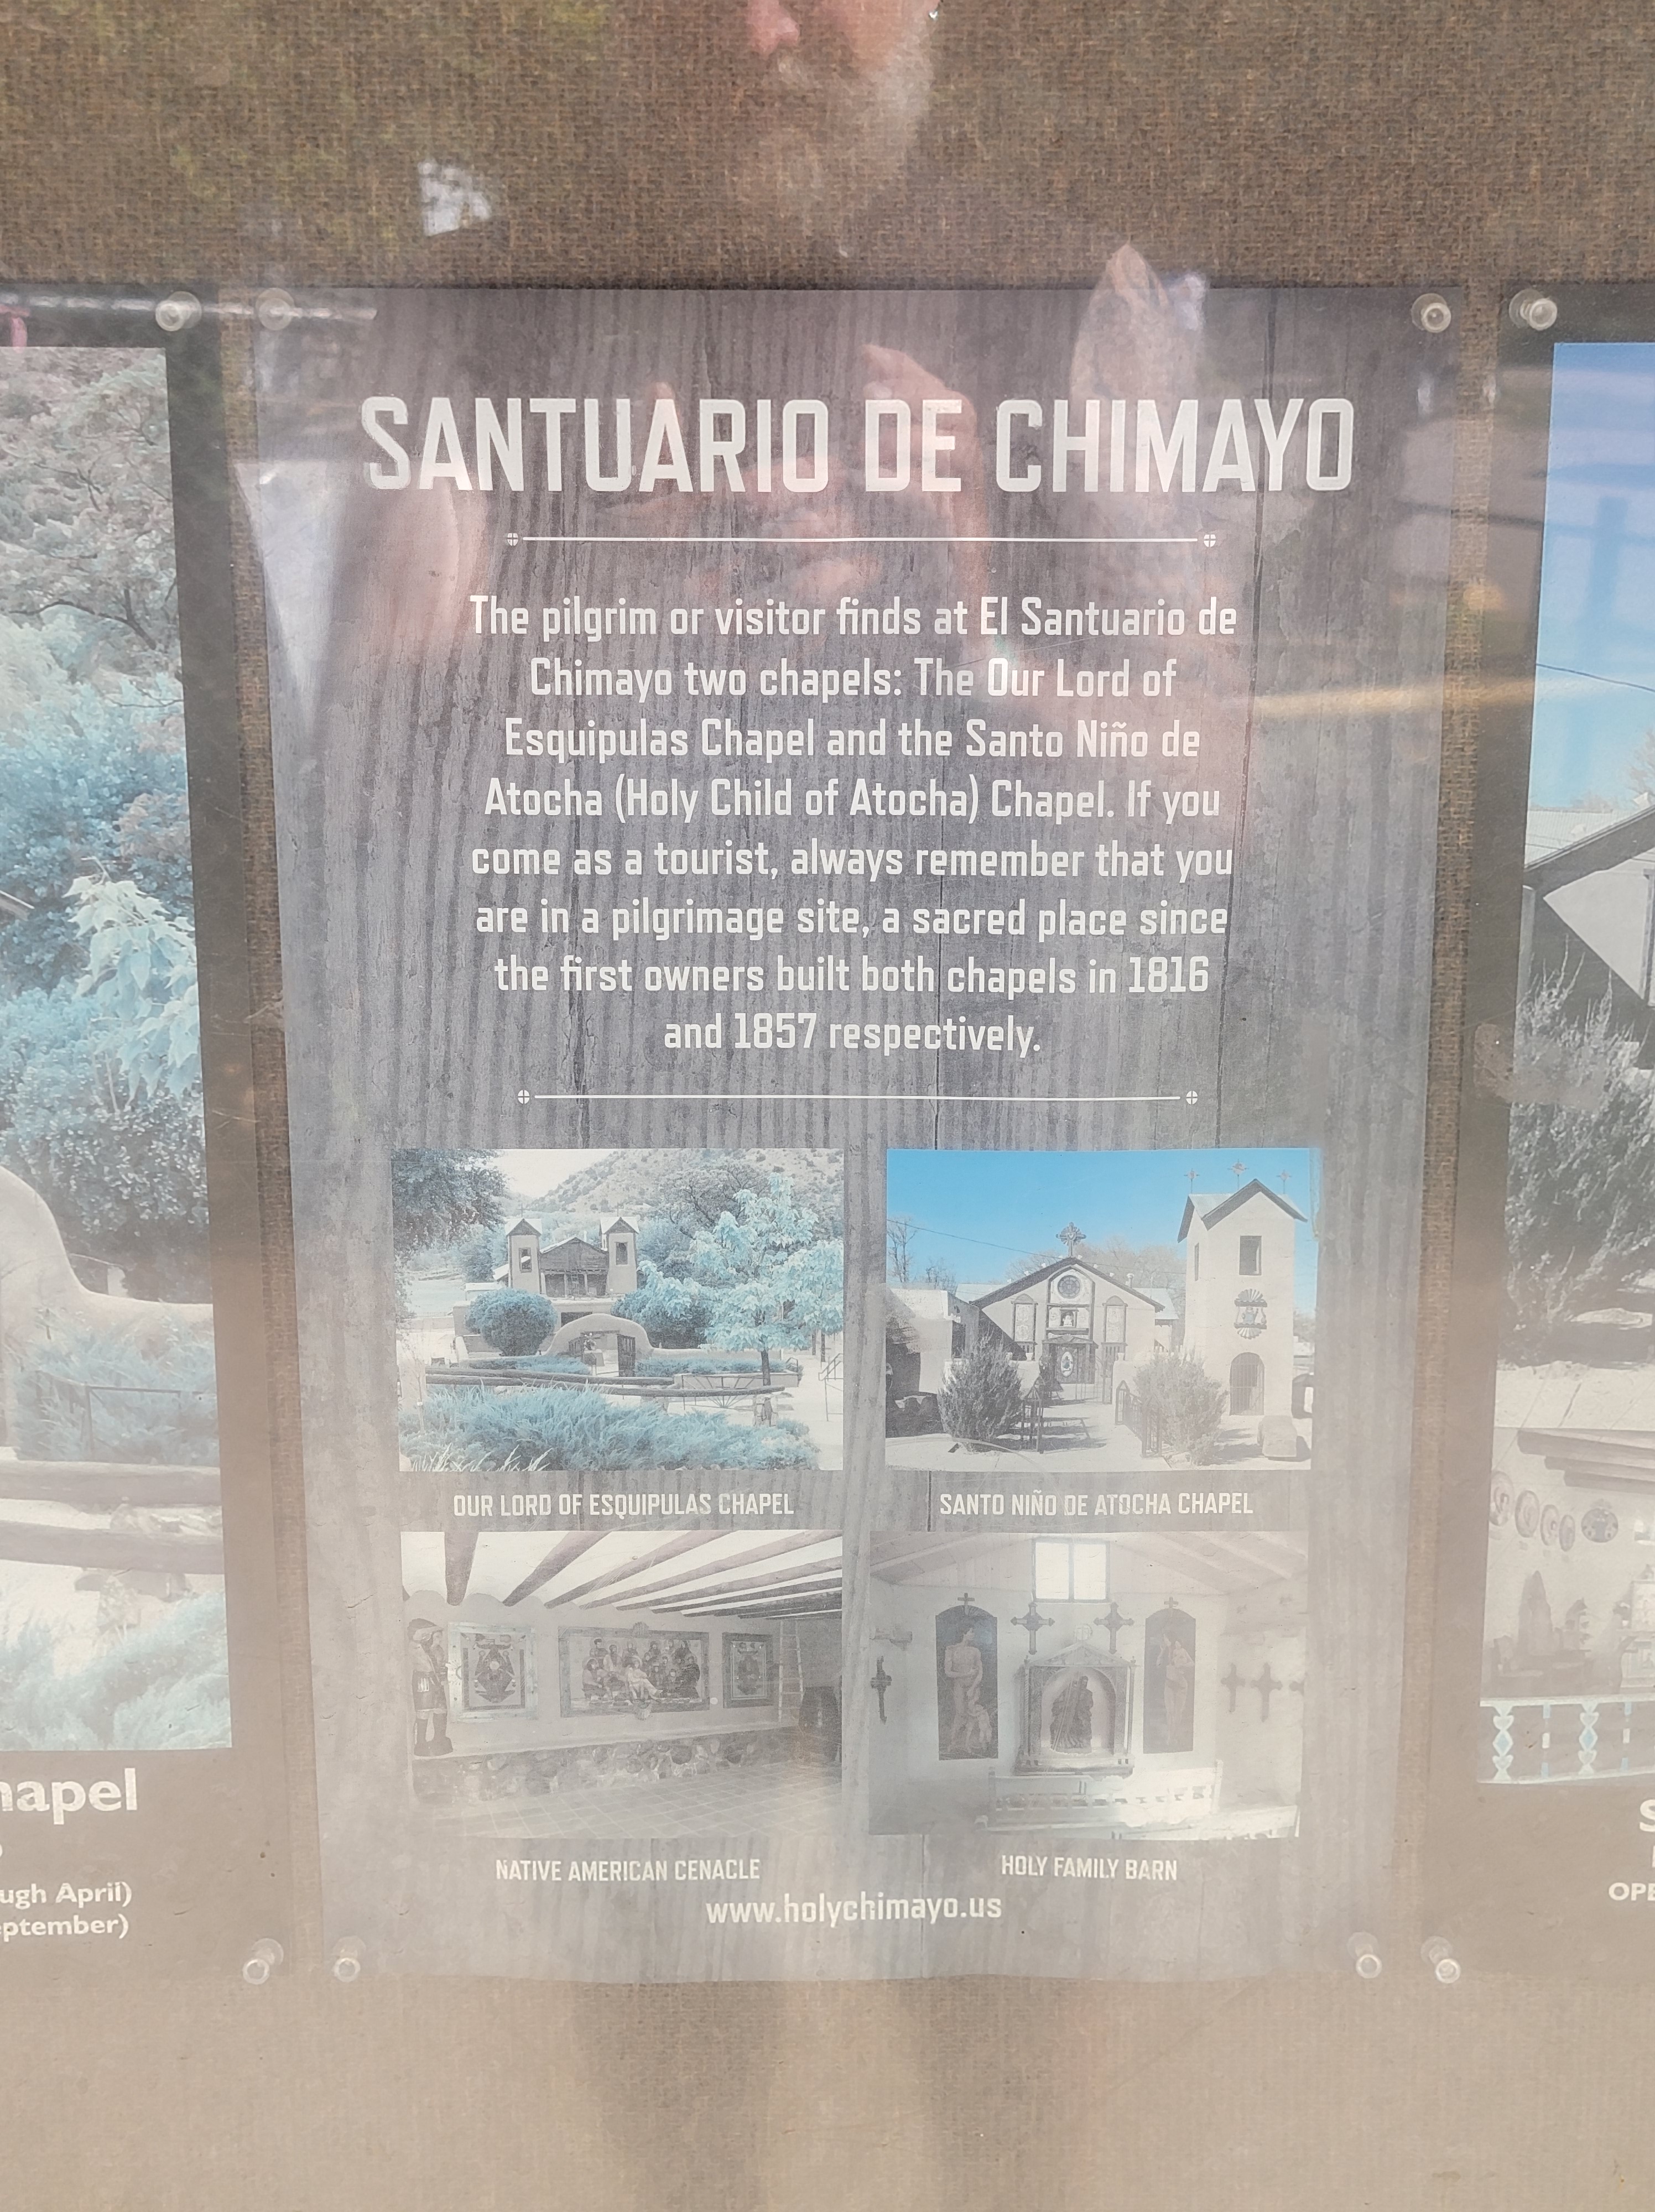 SANTUARIO DE CHIMAYO
The pilgrim or visitor finds at El Santuario de
Chimayo two chapels: The Our Lord of
Esquipulas Chapel and the Santo Niño de
Atocha (Holy Child of Atocha) Chapel. If you
come as a tourist, always remember that you
are in a pilgrimage site, a sacred place since
the first owners built both chapels in 1816
and 1857 respectively.
OUR LORD OF ESQUIPULAS CHAPEL
SANTO NIÑO DE ATOCHA CHAPEL
NATIVE AMERICAN CENACLE
HOLY FAMILY BARN
www.holychimayo.us
hapel
ugh April)
eptember)